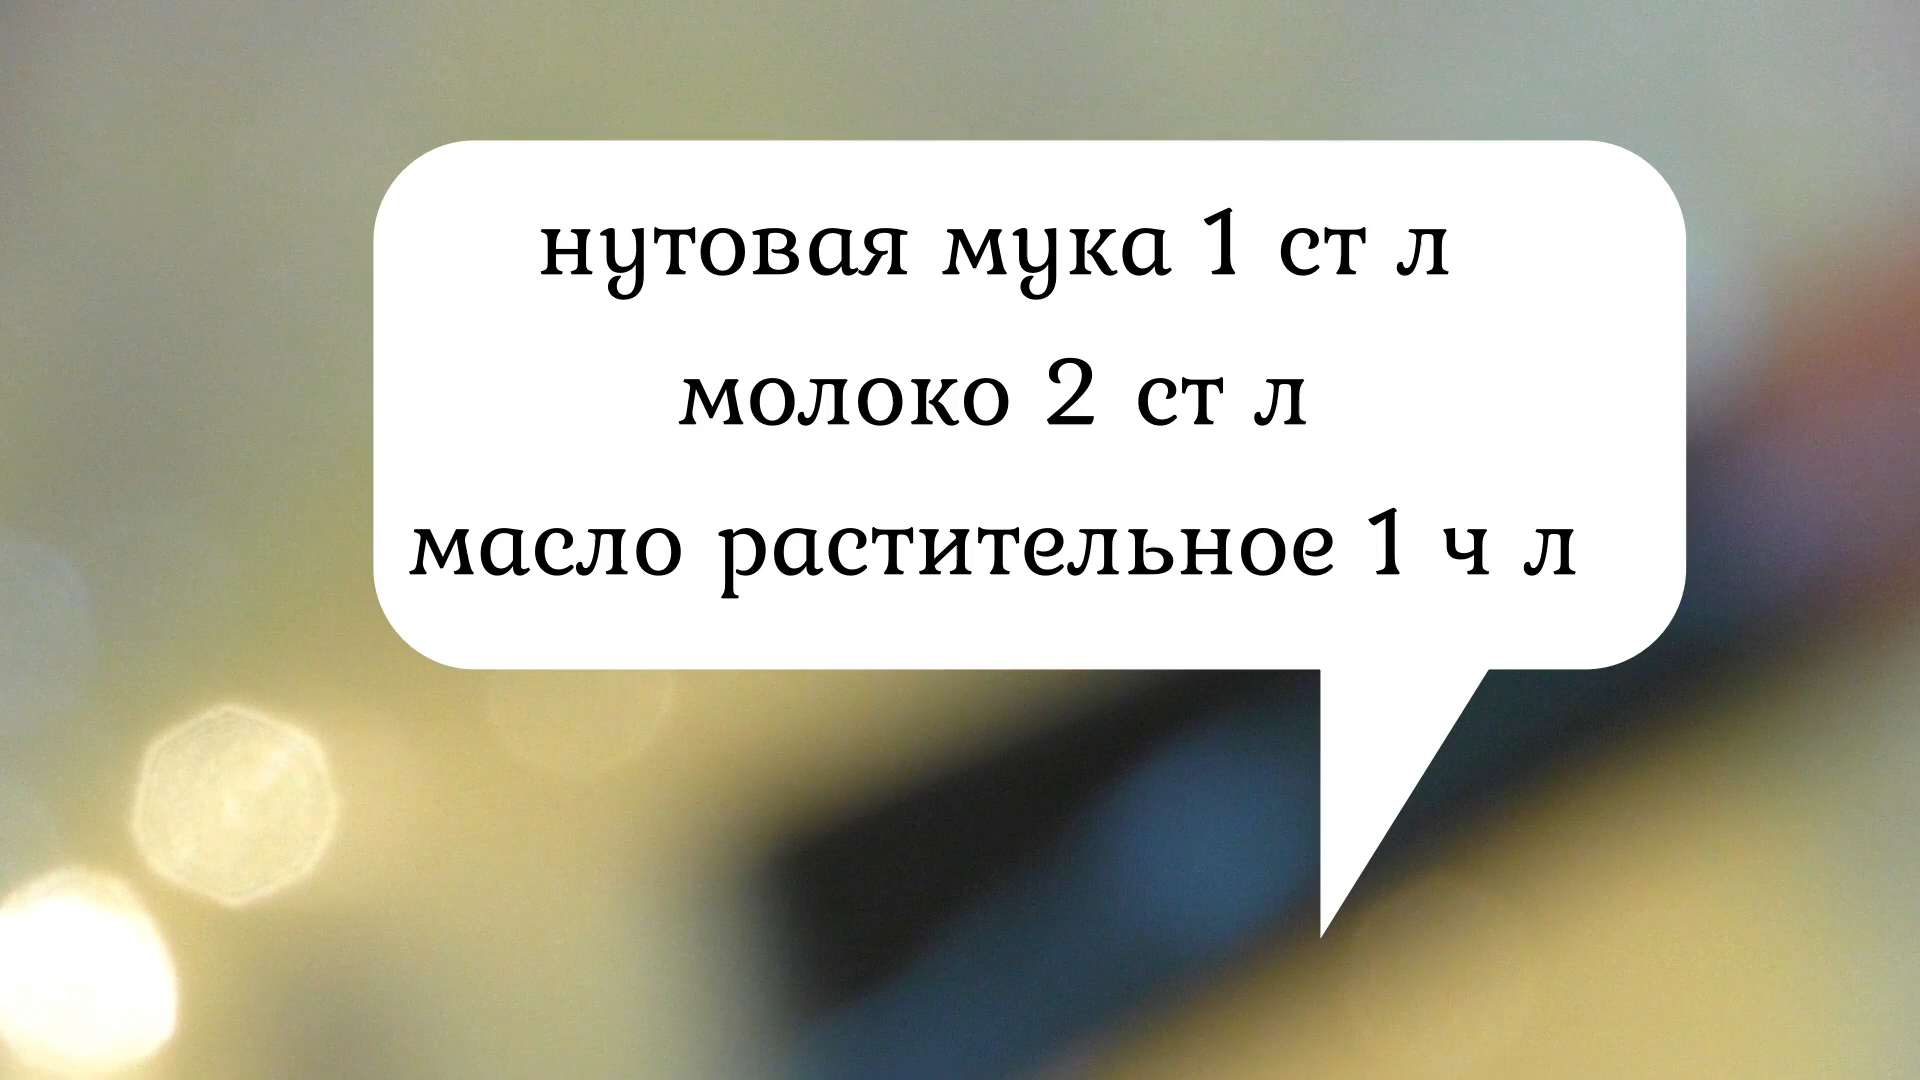 нутовая мука 1 ст л
молоко 2 ст л
масло растительное 1 ч л